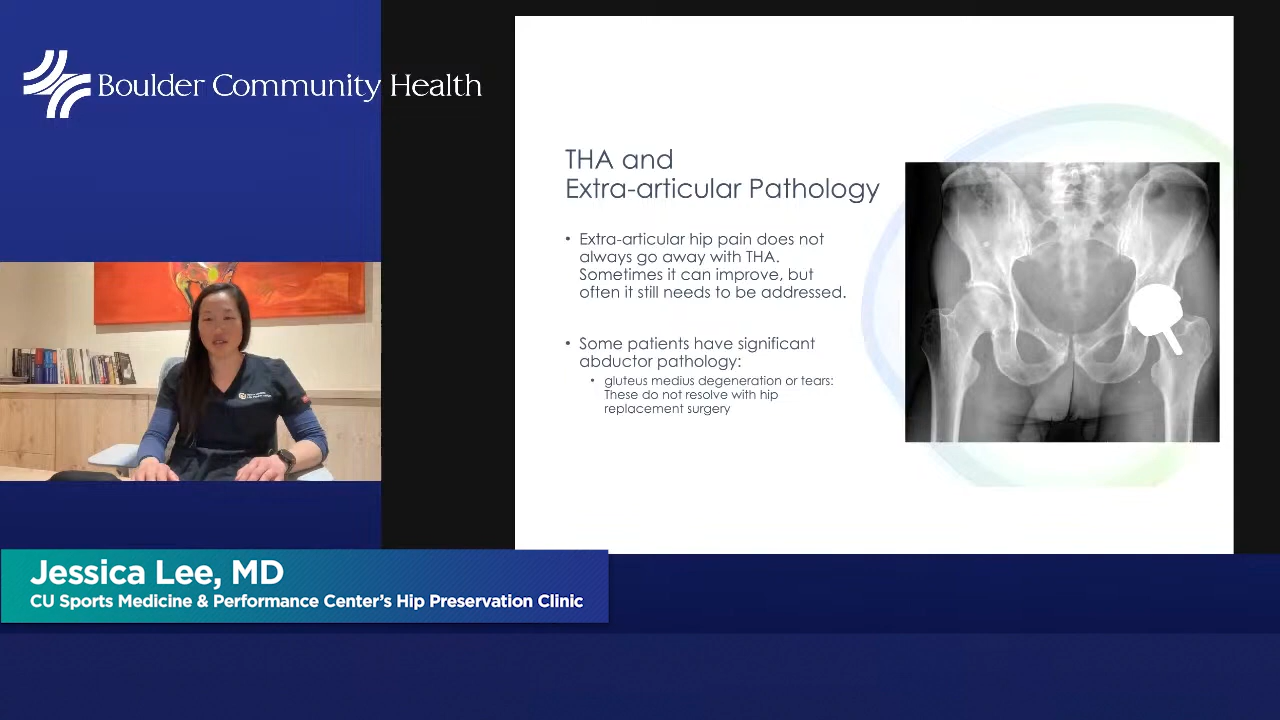 Boulder Community Health
THA and
Extra-articular Pathology
• Extra-articular hip pain does not
always go away with THA.
Sometimes it can improve, but
often it still needs to be addressed.
• Some patients have significant
abductor pathology:
• gluteus medius degeneration or tears:
These do not resolve with hip
replacement surgery
Jessica Lee, MD
CU Sports Medicine & Performance Center's Hip Preservation Clinic